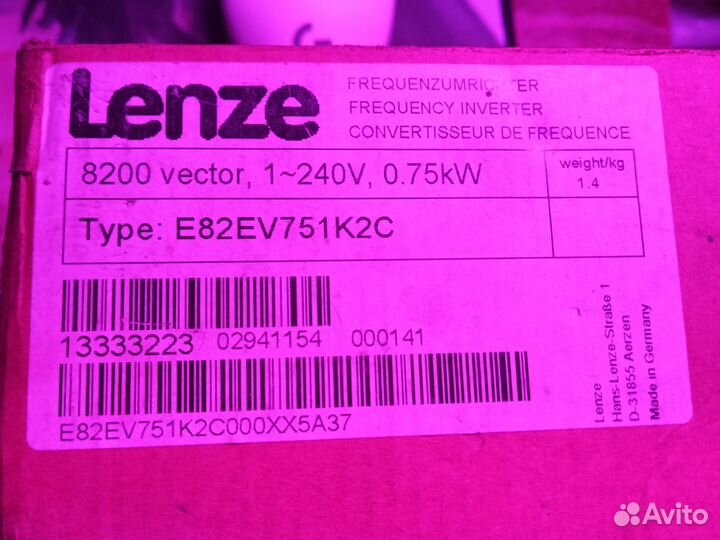 Lenze
FREQUENZUMRICHTER
FREQUENCY INVERTER
CONVERTISSEUR DE FREQUENCE
8200 vector, 1~240V, 0.75kW
weight/kg
1.4
Type: E82EV751K2C
13333223 02941154 000141
E82EV751K2C000XX5A37
Lenze
Hans-Lenze-Straße 1
D-31855 Aerzen
Made in Germany
Avito